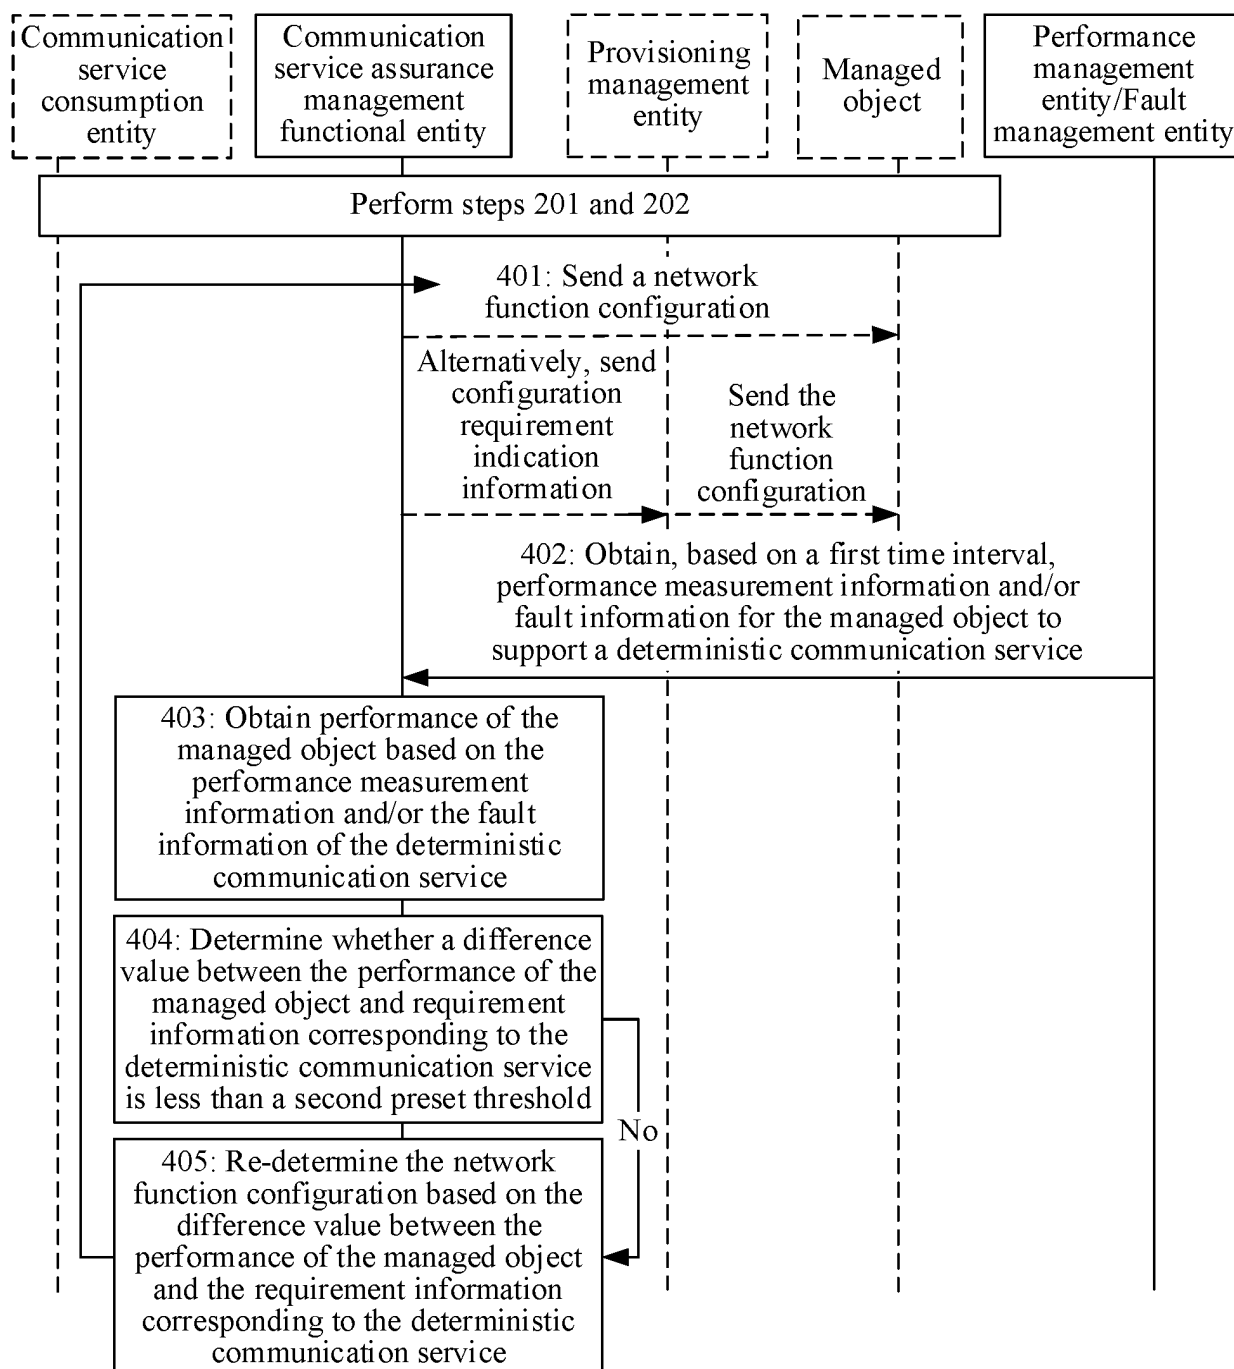 Communication
service
consumption
entity
Communication
service assurance
management
functional entity
Provisioning
management
entity
Managed
object
Performance
management
entity/Fault
management entity
Perform steps 201 and 202
401: Send a network
function configuration
Alternatively, send
configuration
requirement
indication
information
Send the
network
function
configuration
402: Obtain, based on a first time interval,
performance measurement information and/or
fault information for the managed object to
support a deterministic communication service
403: Obtain performance of the
managed object based on the
performance measurement
information and/or the fault
information of the deterministic
communication service
404: Determine whether a difference
value between the performance of the
managed object and requirement
information corresponding to the
deterministic communication service
is less than a second preset threshold
No
405: Re-determine the network
function configuration based on the
difference value between the
performance of the managed object
and the requirement information
corresponding to the deterministic
communication service